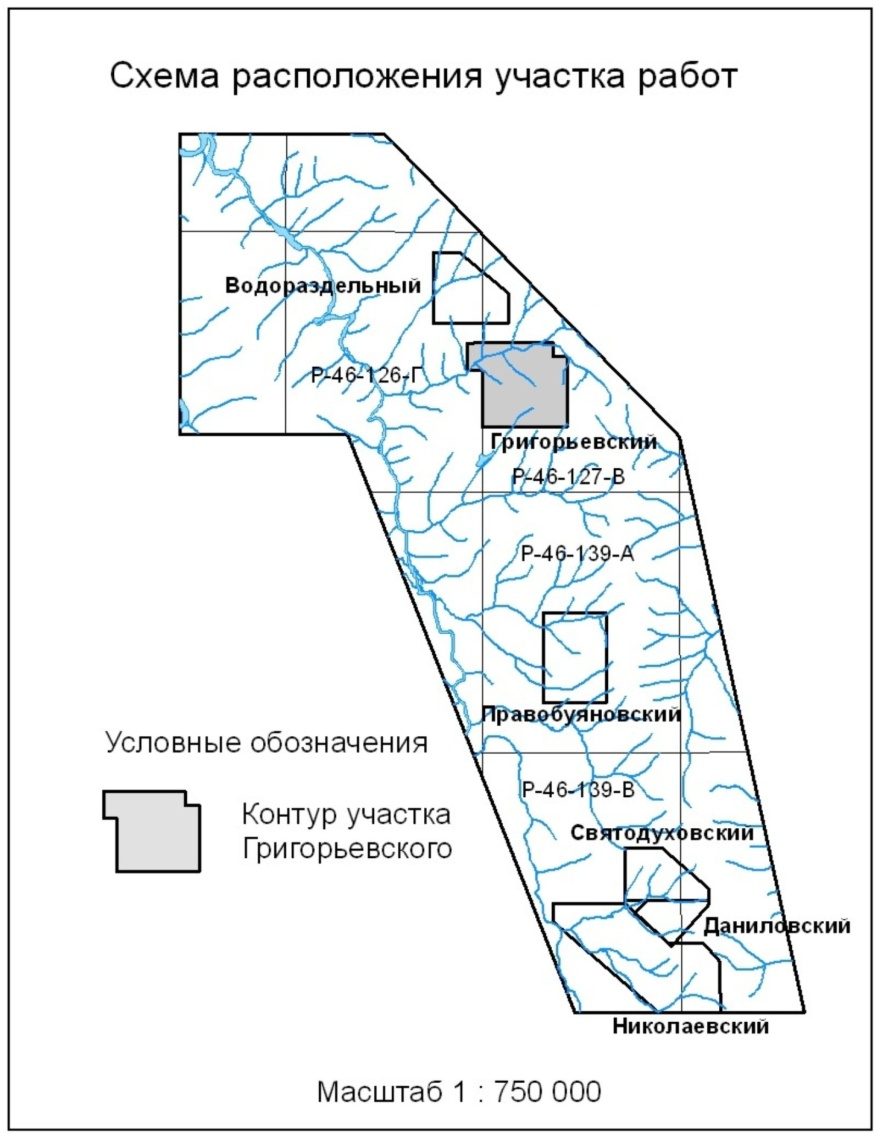 Схема расположения участка работ
Водораздельный
Р-46-126-Г
Григорьевский
Р-46-127-В
Р-46-139-А
Правобуяновский
Условные обозначения
Контур участка
Григорьевского
Р-46-139-В
Святодуховский
Даниловский
Николаевский
Масштаб 1 : 750 000